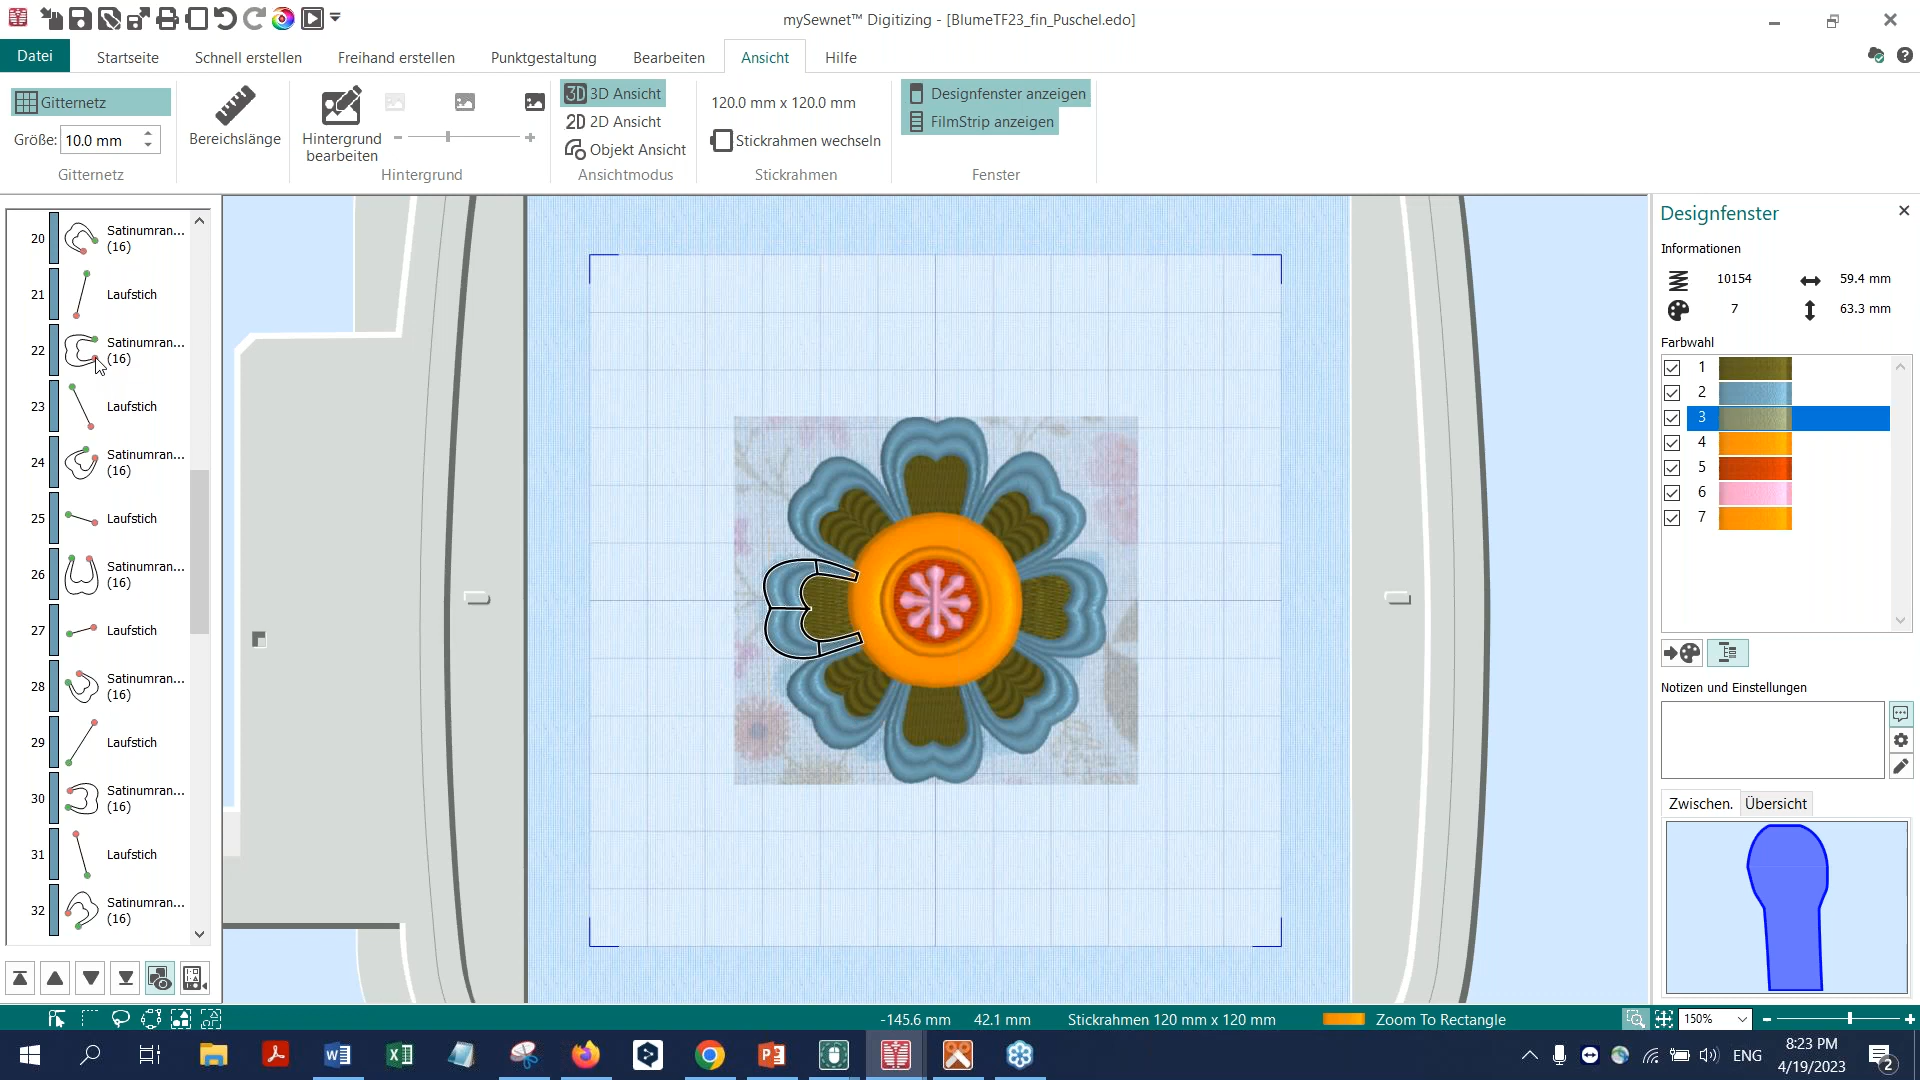 mySewnet™ Digitizing - [BlumeTF23_fin_Puschel.edo]
Datei Startseite Schnell erstellen Freihand erstellen Punktgestaltung Bearbeiten Ansicht Hilfe
Gitternetz
Größe: 10.0 mm
Gitternetz
Bereichslänge
Hintergrund
bearbeiten
Hintergrund
3D 3D Ansicht
2D 2D Ansicht
Objekt Ansicht
Ansichtmodus
120.0 mm x 120.0 mm
Stickrahmen wechseln
Stickrahmen
Designfenster anzeigen
FilmStrip anzeigen
Fenster
20 Satinumran...
(16)
21 Laufstich
22 Satinumran...
(16)
23 Laufstich
24 Satinumran...
(16)
25 Laufstich
26 Satinumran...
(16)
27 Laufstich
28 Satinumran...
(16)
29 Laufstich
30 Satinumran...
(16)
31 Laufstich
32 Satinumran...
(16)
Designfenster
Informationen
10154 59.4 mm
7 63.3 mm
Farbwahl
1
2
3
4
5
6
7
Notizen und Einstellungen
Zwischen. Übersicht
-145.6 mm 42.1 mm Stickrahmen 120 mm x 120 mm Zoom To Rectangle 150%
ENG
8:23 PM
4/19/2023
2